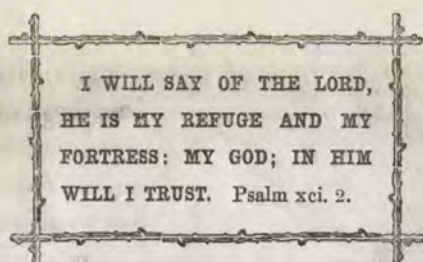 I WILL SAY OF THE LORD,
HE IS MY REFUGE AND MY
FORTRESS: MY GOD; IN HIM
WILL I TRUST. Psalm xci. 2.